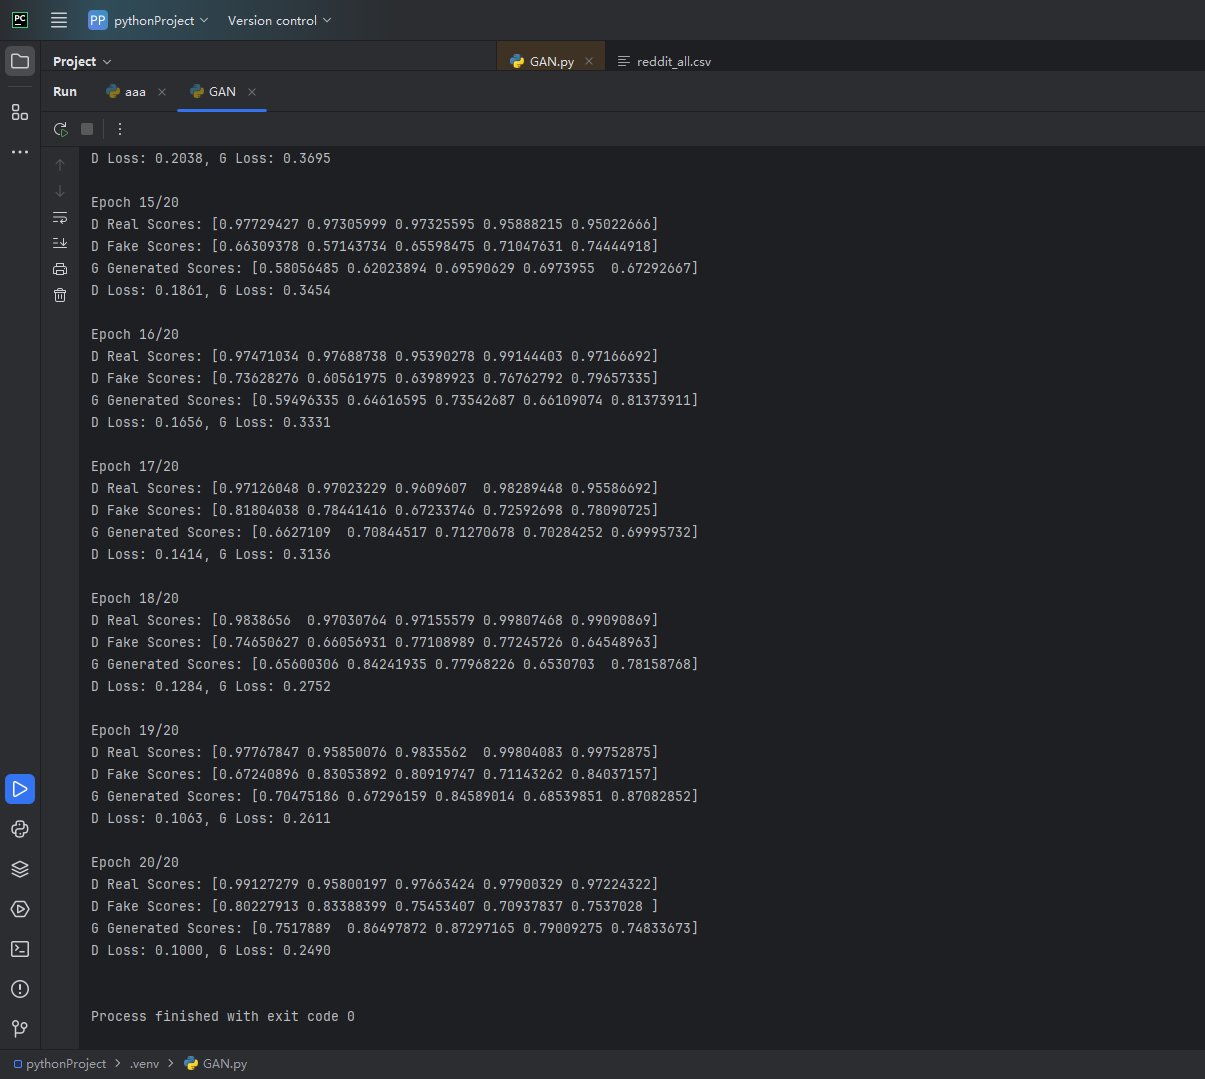 PC
PP pythonProject Version control
Project GAN.py reddit_all.csv
Run aaa GAN
D Loss: 0.2038, G Loss: 0.3695
Epoch 15/20
D Real Scores: [0.97729427 0.97305999 0.97325595 0.95888215 0.95022666]
D Fake Scores: [0.66309378 0.57143734 0.65598475 0.71047631 0.74444918]
G Generated Scores: [0.58056485 0.62023894 0.69590629 0.6973955  0.67292667]
D Loss: 0.1861, G Loss: 0.3454
Epoch 16/20
D Real Scores: [0.97471034 0.97688738 0.95390278 0.99144403 0.97166692]
D Fake Scores: [0.73628276 0.60561975 0.63989923 0.76762792 0.79657335]
G Generated Scores: [0.59496335 0.64616595 0.73542687 0.66109074 0.81373911]
D Loss: 0.1656, G Loss: 0.3331
Epoch 17/20
D Real Scores: [0.97126048 0.97023229 0.9609607  0.98289448 0.95586692]
D Fake Scores: [0.81804038 0.78441416 0.67233746 0.72592698 0.78090725]
G Generated Scores: [0.6627109  0.70844517 0.71270678 0.70284252 0.69995732]
D Loss: 0.1414, G Loss: 0.3136
Epoch 18/20
D Real Scores: [0.9838656  0.97030764 0.97155579 0.99807468 0.99090869]
D Fake Scores: [0.74650627 0.66056931 0.77108989 0.77245726 0.64548963]
G Generated Scores: [0.65600306 0.84241935 0.77968226 0.6530703  0.78158768]
D Loss: 0.1284, G Loss: 0.2752
Epoch 19/20
D Real Scores: [0.97767847 0.95850076 0.9835562  0.99804083 0.99752875]
D Fake Scores: [0.67240896 0.83053892 0.80919747 0.71143262 0.84037157]
G Generated Scores: [0.70475186 0.67296159 0.84589014 0.68539851 0.87082852]
D Loss: 0.1063, G Loss: 0.2611
Epoch 20/20
D Real Scores: [0.99127279 0.95800197 0.97663424 0.97900329 0.97224322]
D Fake Scores: [0.80227913 0.83388399 0.75453407 0.70937837 0.7537028 ]
G Generated Scores: [0.7517889  0.86497872 0.87297165 0.79009275 0.74833673]
D Loss: 0.1000, G Loss: 0.2490
Process finished with exit code 0
pythonProject > .venv > GAN.py